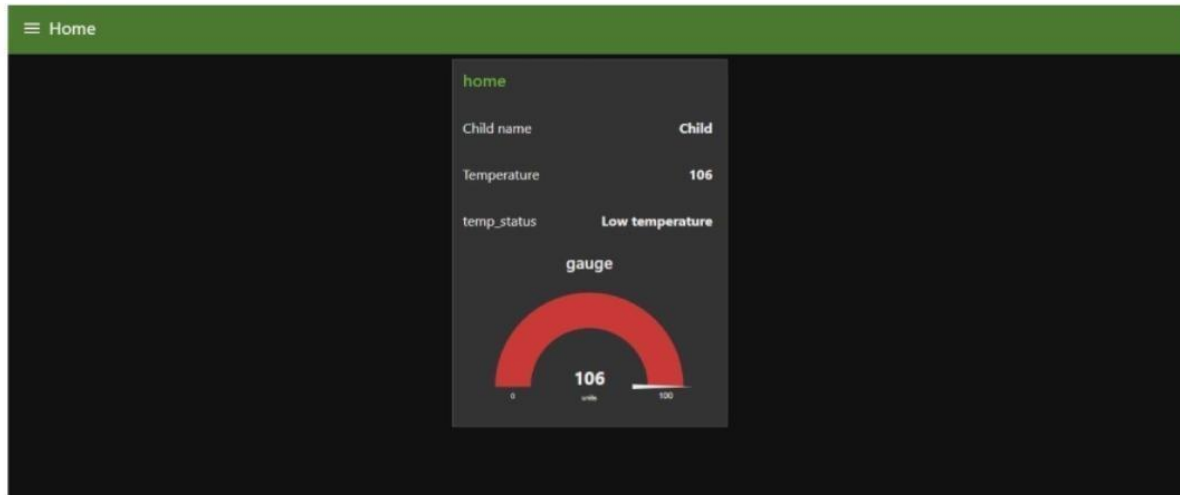 Home
home
Child name Child
Temperature 106
temp_status Low temperature
gauge
106
units
0 100